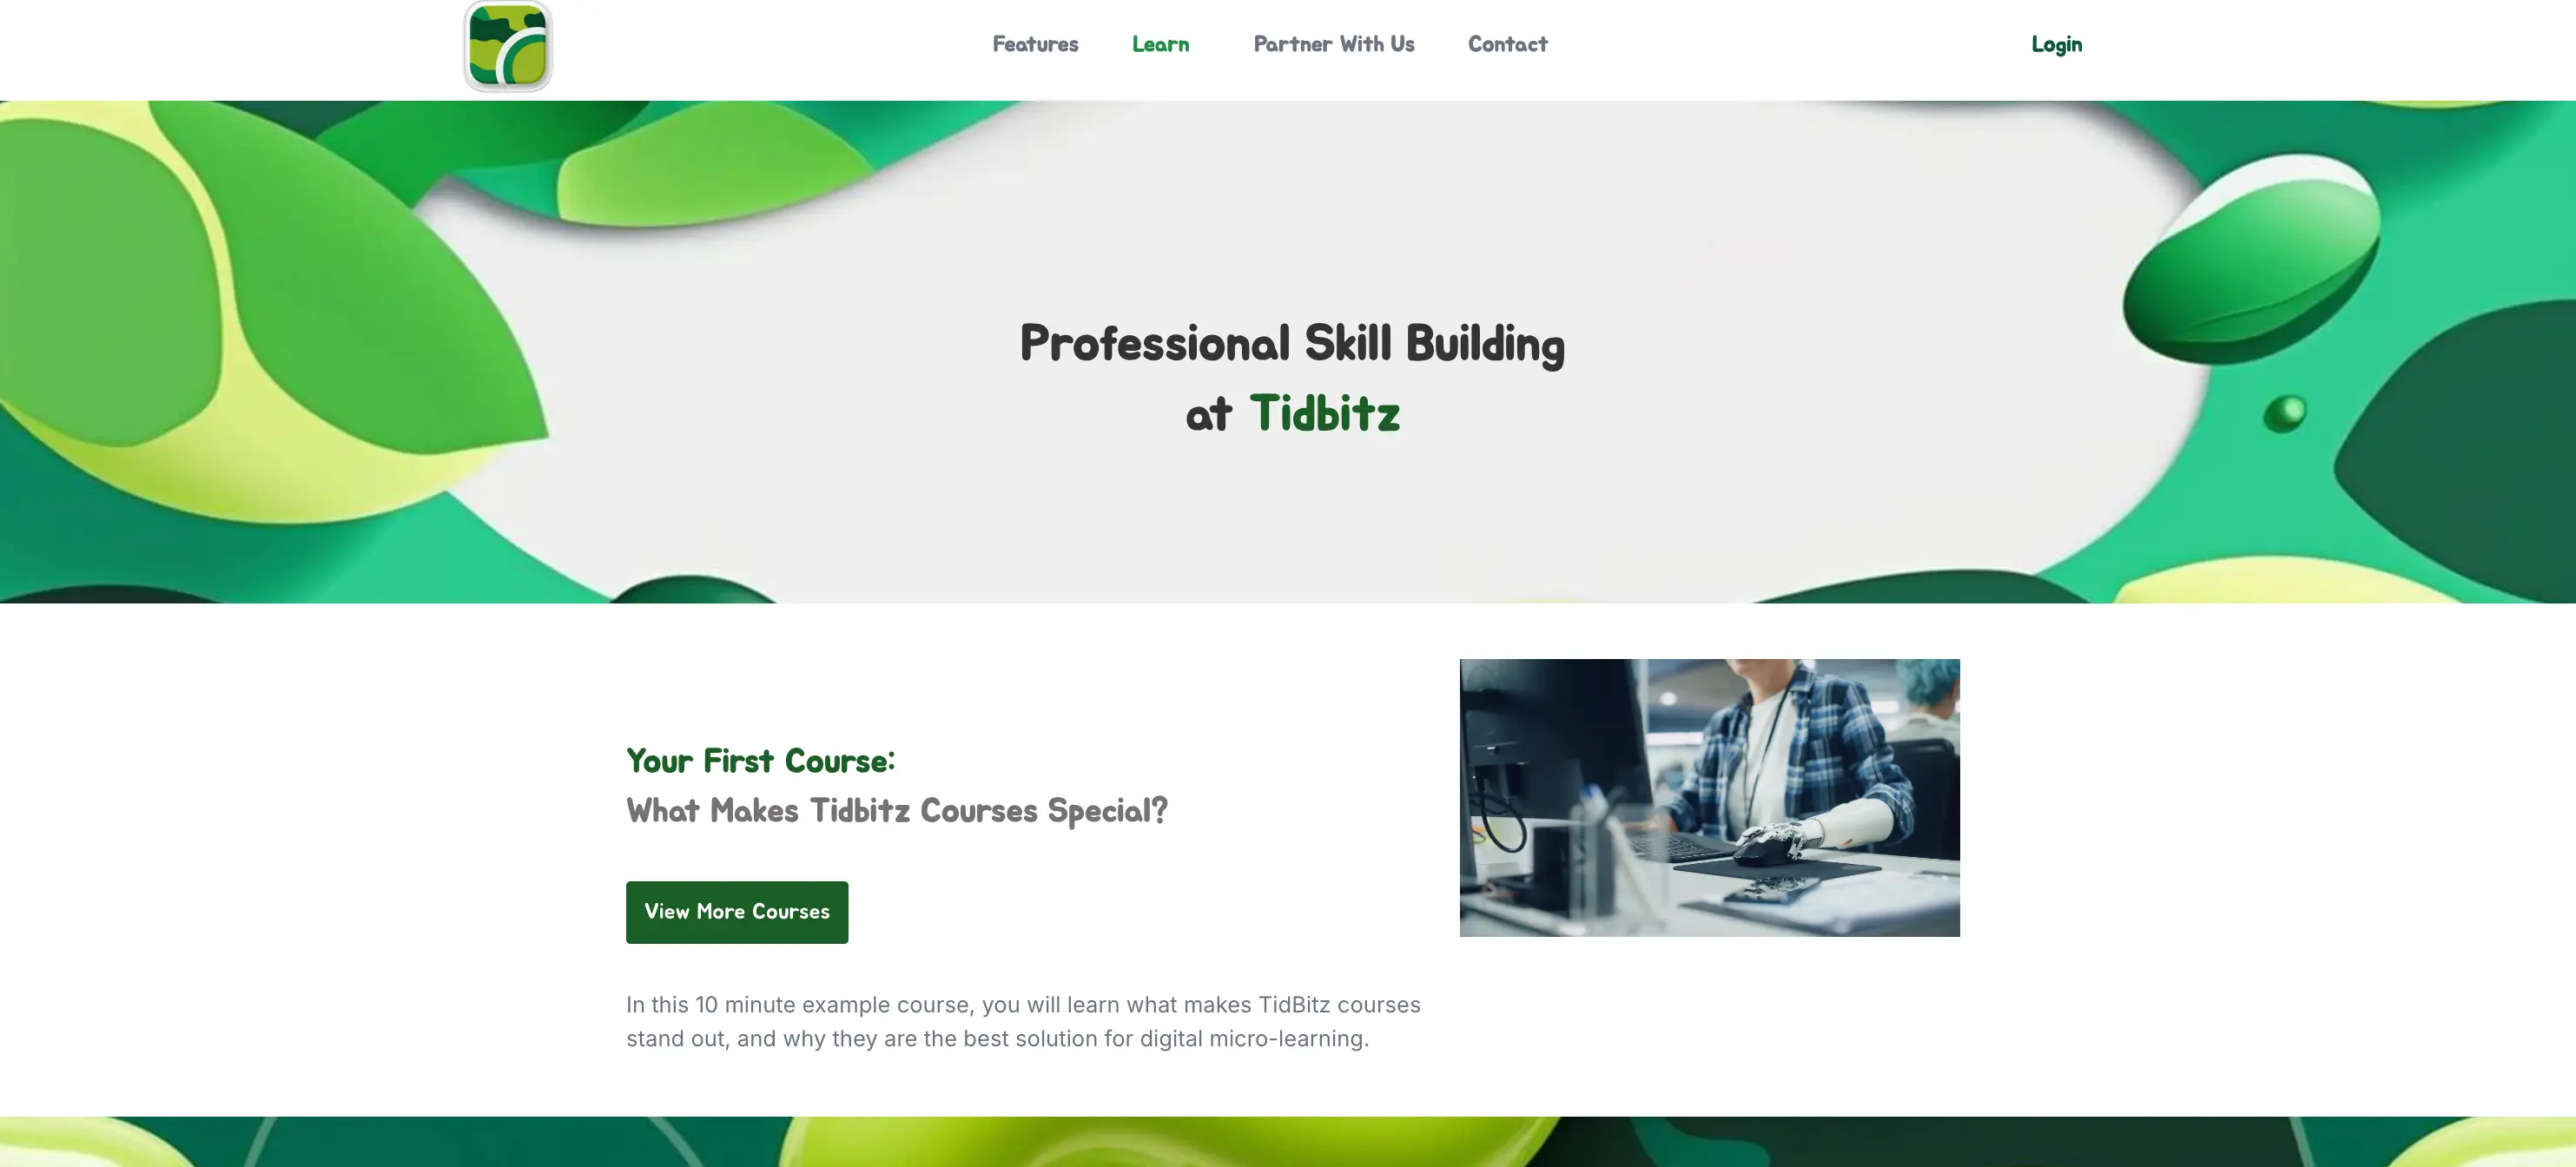 Features Learn Partner With Us Contact Login
Professional Skill Building
at Tidbitz
Your First Course:
What Makes Tidbitz Courses Special?
View More Courses
In this 10 minute example course, you will learn what makes TidBitz courses
stand out, and why they are the best solution for digital micro-learning.